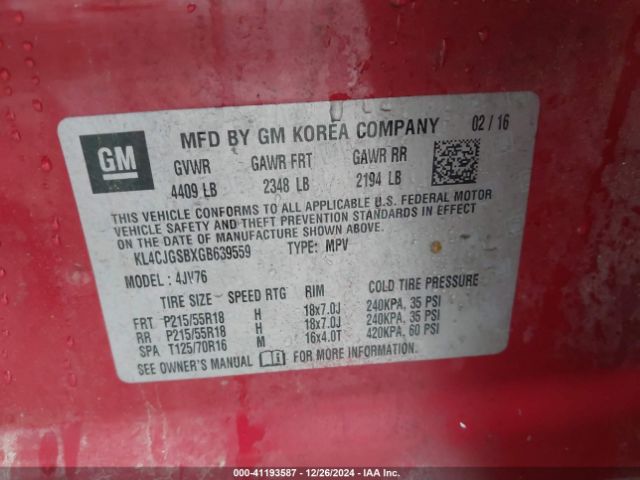 GM
MFD BY GM KOREA COMPANY 02 / 16
GVWR GAWR FRT GAWR RR
4409 LB 2348 LB 2194 LB
THIS VEHICLE CONFORMS TO ALL APPLICABLE U.S. FEDERAL MOTOR
VEHICLE SAFETY AND THEFT PREVENTION STANDARDS IN EFFECT
ON THE DATE OF MANUFACTURE SHOWN ABOVE.
KL4CJGSBXGB639559 TYPE: MPV
MODEL: 4JV76
TIRE SIZE SPEED RTG RIM COLD TIRE PRESSURE
FRT P215/55R18 H 18x7.0J 240KPA, 35 PSI
RR P215/55R18 H 18x7.0J 240KPA, 35 PSI
SPA T125/70R16 M 16x4.0T 420KPA, 60 PSI
SEE OWNER'S MANUAL FOR MORE INFORMATION.
000-41193587 - 12/26/2024 - IAA Inc.